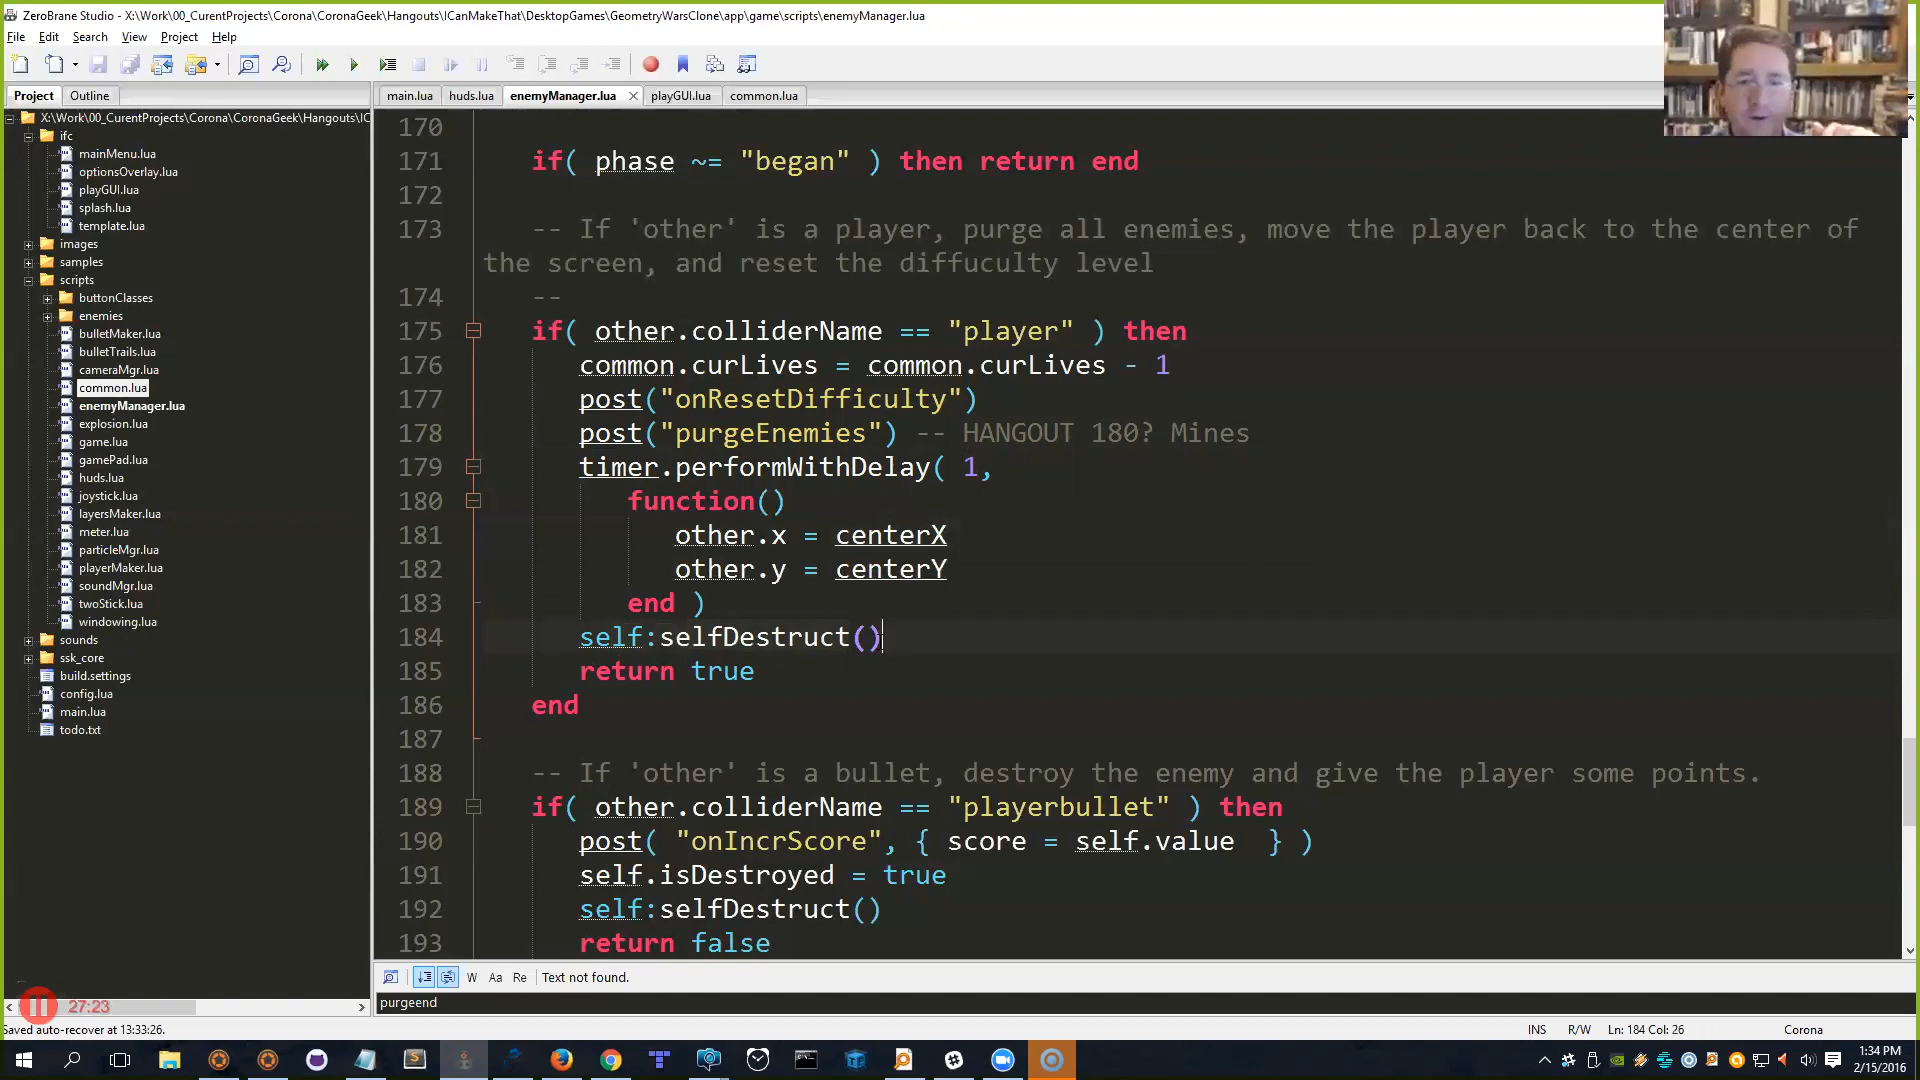 ZeroBrane Studio - X:\Work\00_CurentProjects\Corona\CoronaGeek\Hangouts\ICanMakeThat\DesktopGames\GeometryWarsClone\app\game\scripts\enemyManager.lua
File Edit Search View Project Help
Project Outline
main.lua huds.lua enemyManager.lua playGUI.lua common.lua
X:\Work\00_CurentProjects\Corona\CoronaGeek\Hangouts\IC
ifc
mainMenu.lua
optionsOverlay.lua
playGUI.lua
splash.lua
template.lua
images
samples
scripts
buttonClasses
enemies
bulletMaker.lua
bulletTrails.lua
cameraMgr.lua
common.lua
enemyManager.lua
explosion.lua
game.lua
gamePad.lua
huds.lua
joystick.lua
layersMaker.lua
meter.lua
particleMgr.lua
playerMaker.lua
soundMgr.lua
twoStick.lua
windowing.lua
sounds
ssk_core
build.settings
config.lua
main.lua
todo.txt
170
171 if( phase ~= "began" ) then return end
172
173 -- If 'other' is a player, purge all enemies, move the player back to the center of
the screen, and reset the diffuculty level
174 --
175 if( other.colliderName == "player" ) then
176 common.curLives = common.curLives - 1
177 post("onResetDifficulty")
178 post("purgeEnemies") -- HANGOUT 180? Mines
179 timer.performWithDelay( 1,
180 function()
181 other.x = centerX
182 other.y = centerY
183 end )
184 self:selfDestruct()
185 return true
186 end
187
188 -- If 'other' is a bullet, destroy the enemy and give the player some points.
189 if( other.colliderName == "playerbullet" ) then
190 post( "onIncrScore", { score = self.value } )
191 self.isDestroyed = true
192 self:selfDestruct()
193 return false
W Aa Re Text not found.
purgeend
27:23
Saved auto-recover at 13:33:26.
INS R/W Ln: 184 Col: 26 Corona
1:34 PM
2/15/2016